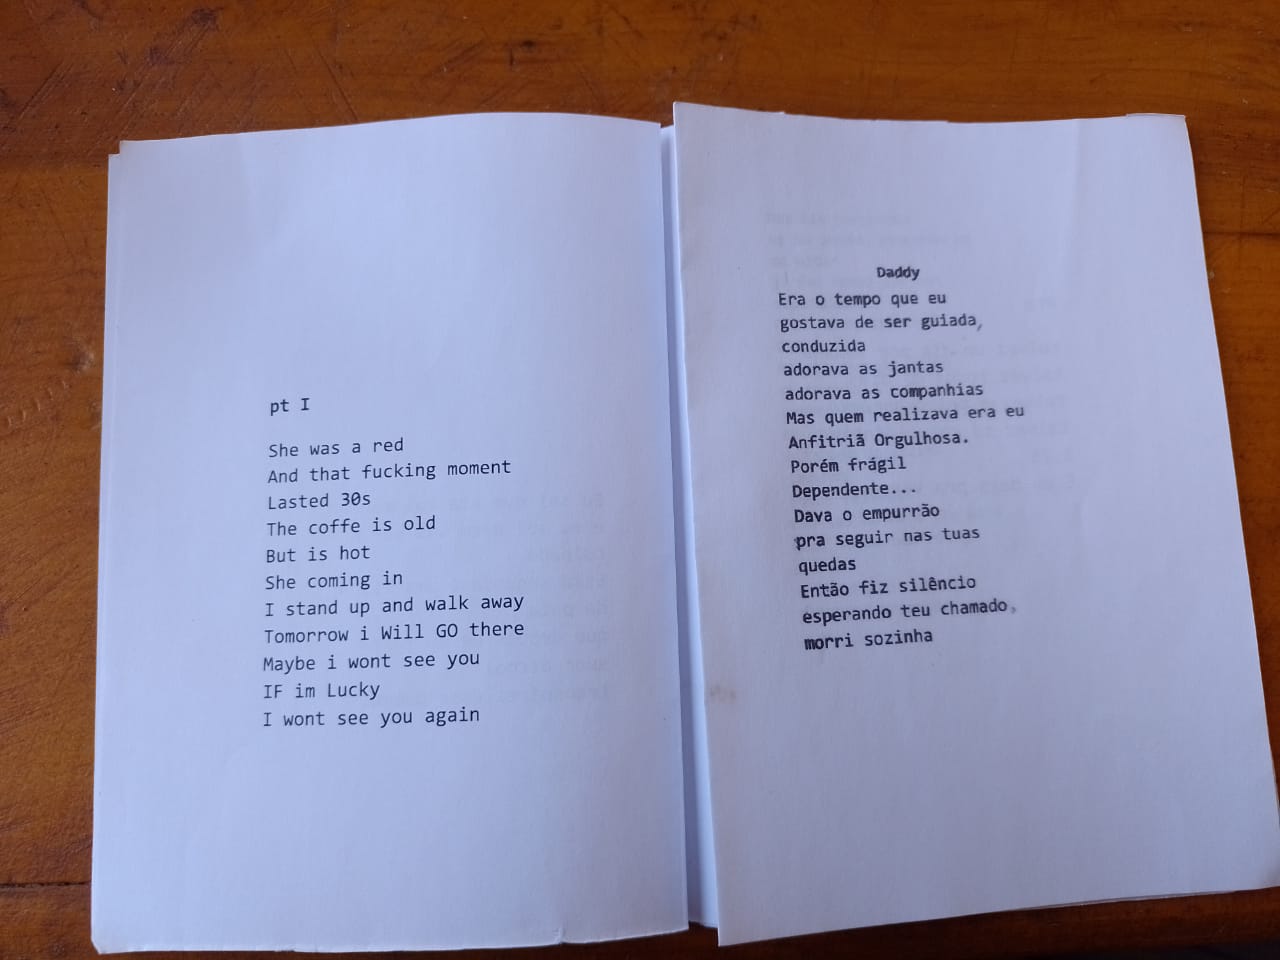 pt I
She was a red
And that fucking moment
Lasted 30s
The coffe is old
But is hot
She coming in
I stand up and walk away
Tomorrow i Will GO there
Maybe i wont see you
IF im Lucky
I wont see you again
Daddy
Era o tempo que eu
gostava de ser guiada,
conduzida
adorava as jantas
adorava as companhias
Mas quem realizava era eu
Anfitriã Orgulhosa.
Porém frágil
Dependente...
Dava o empurrão
pra seguir nas tuas
quedas
Então fiz silêncio
esperando teu chamado,
morri sozinha